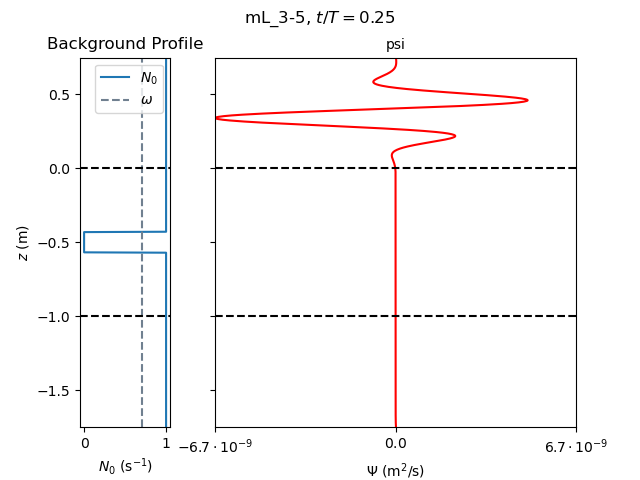 mL_3-5, t/T = 0.25
Background Profile
psi
N₀
ω
0.5
0.0
−0.5
−1.0
−1.5
z (m)
0
1
N₀ (s⁻¹)
−6.7 · 10⁻⁹
0.0
6.7 · 10⁻⁹
Ψ (m²/s)